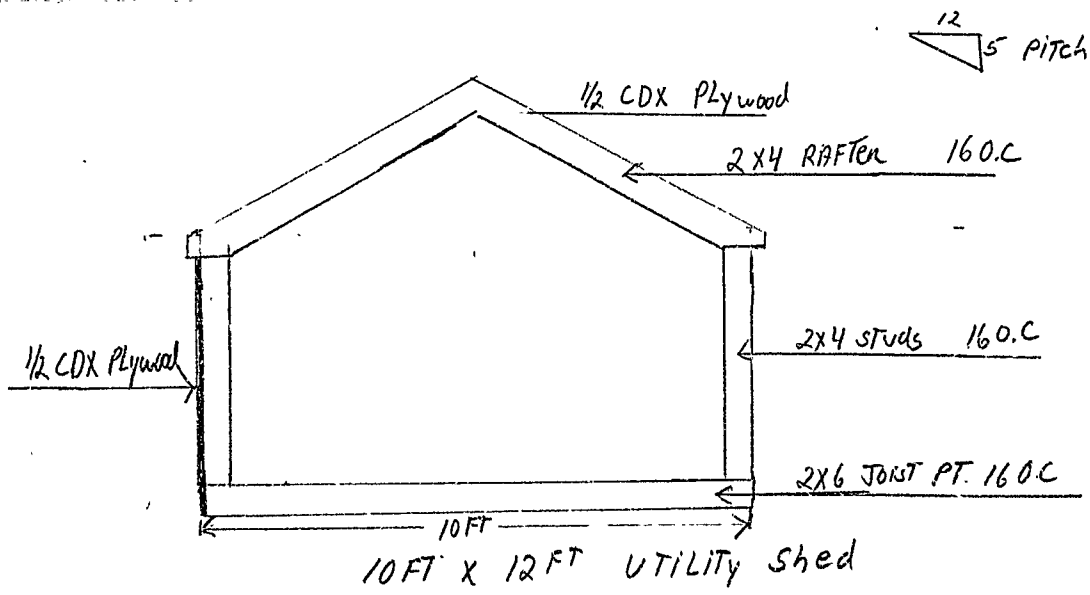 12
5 PiTch
1/2 CDX PLywood
2X4 RAFTer 16 O.C
1/2 CDX PLywood
2X4 STUDS 16 O.C
2X6 JOIST PT. 16 O.C
10 FT
10 FT X 12 FT UTILITY Shed